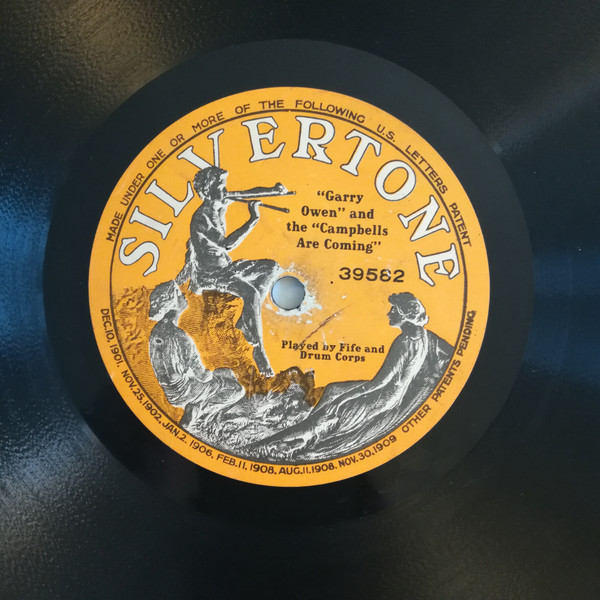 MADE UNDER ONE OR MORE OF THE FOLLOWING U.S. LETTERS PATENT
SILVERTONE
"Garry
Owen" and
the "Campbells
Are Coming"
39582
Played by Fife and
Drum Corps
DEC.10, 1901. NOV.25,1902. JAN.2, 1906, FEB.11. 1908, AUG.11.1908. NOV.30,1909 OTHER PATENTS PENDING